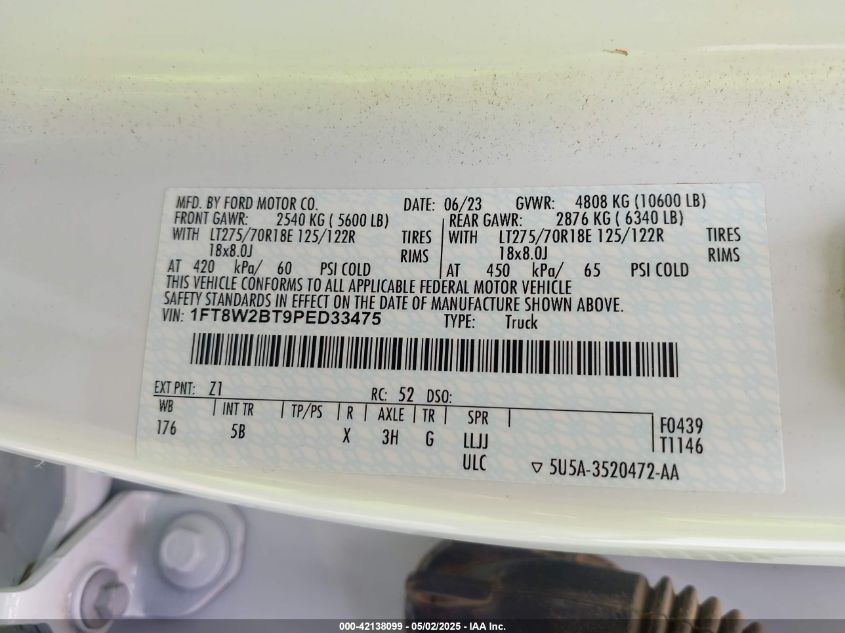 MFD. BY FORD MOTOR CO. DATE: 06/23 GVWR: 4808 KG (10600 LB)
FRONT GAWR: 2540 KG ( 5600 LB) REAR GAWR: 2876 KG ( 6340 LB)
WITH LT275/70R18E 125/122R TIRES WITH LT275/70R18E 125/122R TIRES
18x8.0J RIMS 18x8.0J RIMS
AT 420 kPa/ 60 PSI COLD AT 450 kPa/ 65 PSI COLD
THIS VEHICLE CONFORMS TO ALL APPLICABLE FEDERAL MOTOR VEHICLE
SAFETY STANDARDS IN EFFECT ON THE DATE OF MANUFACTURE SHOWN ABOVE.
VIN: 1FT8W2BT9PED33475 TYPE: Truck
EXT PNT: Z1 RC: 52 DSO:
WB INT TR TP/PS R AXLE TR SPR F0439
176 5B X 3H G LLJJ T1146
ULC ▽ 5U5A-3520472-AA
000-42138099 - 05/02/2025 - IAA Inc.